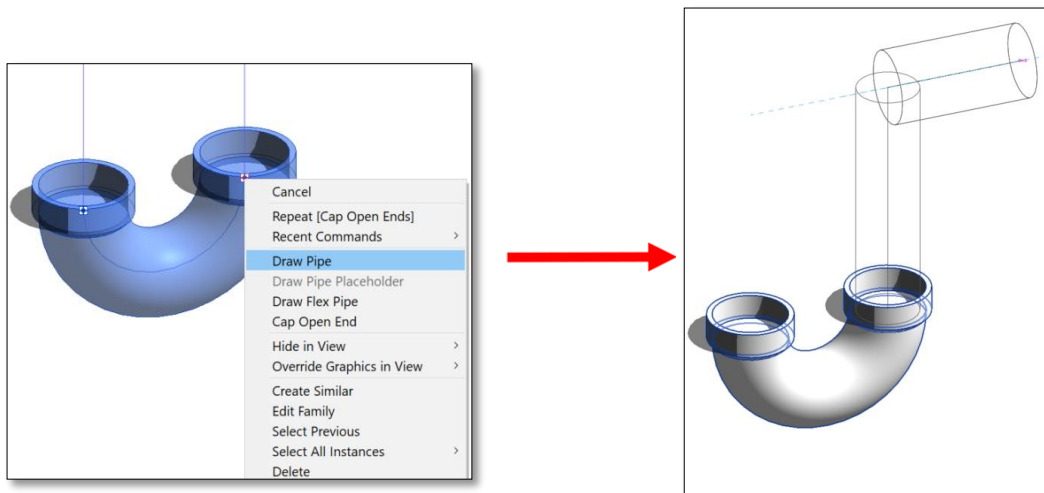 Cancel
Repeat [Cap Open Ends]
Recent Commands
Draw Pipe
Draw Pipe Placeholder
Draw Flex Pipe
Cap Open End
Hide in View
Override Graphics in View
Create Similar
Edit Family
Select Previous
Select All Instances
Delete